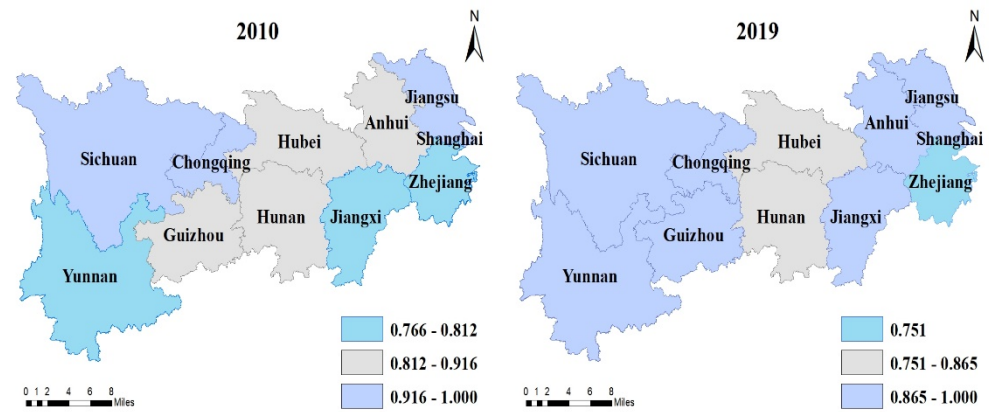 2010
N
Jiangsu
Anhui
Shanghai
Hubei
Sichuan
Chongqing
Zhejiang
Hunan
Jiangxi
Guizhou
Yunnan
0.766 - 0.812
0.812 - 0.916
0.916 - 1.000
0 1 2 4 6 8
Miles
2019
N
Jiangsu
Anhui
Shanghai
Hubei
Sichuan
Chongqing
Zhejiang
Hunan
Jiangxi
Guizhou
Yunnan
0.751
0.751 - 0.865
0.865 - 1.000
0 1 2 4 6 8
Miles